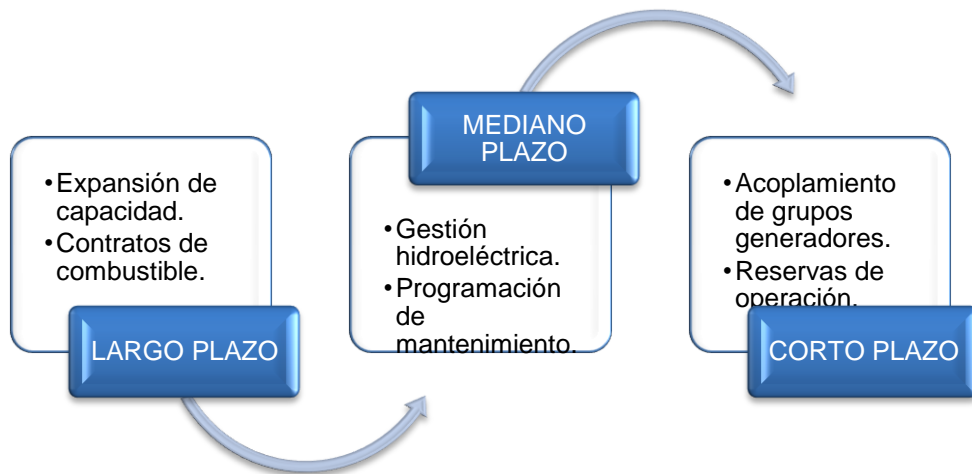 •Expansión de
capacidad.
•Contratos de
combustible.
LARGO PLAZO
MEDIANO
PLAZO
•Gestión
hidroeléctrica.
•Programación
de
mantenimiento.
•Acoplamiento
de grupos
generadores.
•Reservas de
operación.
CORTO PLAZO